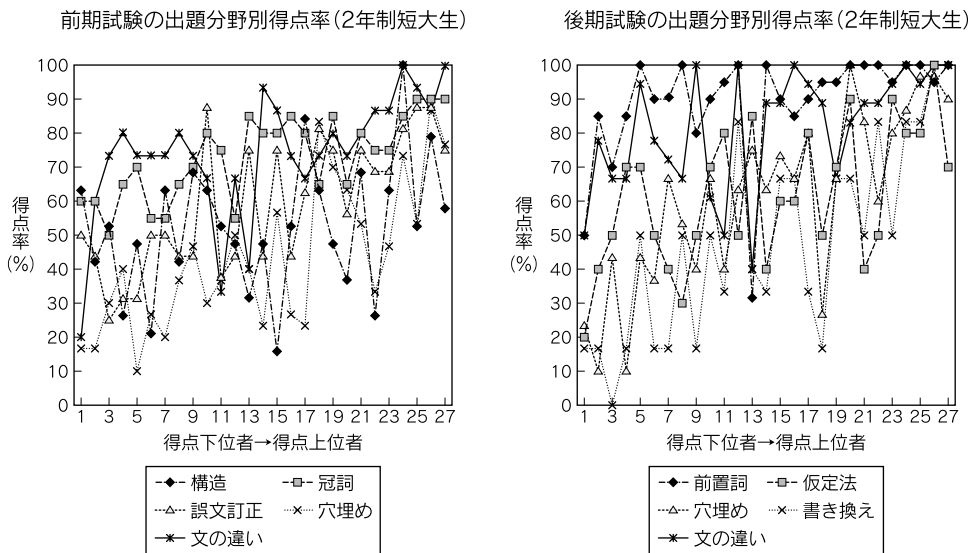 前期試験の出題分野別得点率(2年制短大生)
得点率(%)
100
90
80
70
60
50
40
30
20
10
0
1 3 5 7 9 11 13 15 17 19 21 23 25 27
得点下位者→得点上位者
構造 冠詞
誤文訂正 穴埋め
文の違い
後期試験の出題分野別得点率(2年制短大生)
得点率(%)
100
90
80
70
60
50
40
30
20
10
0
1 3 5 7 9 11 13 15 17 19 21 23 25 27
得点下位者→得点上位者
前置詞 仮定法
穴埋め 書き換え
文の違い